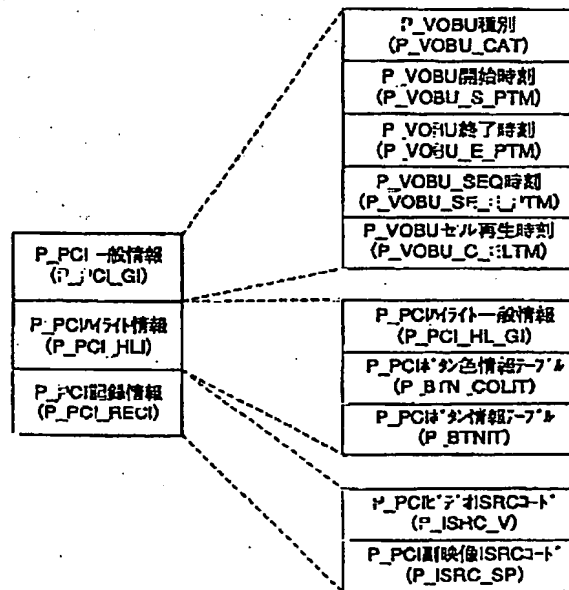 P_PCI一般情報
(P_PCI_GI)
P_PCIハイライト情報
(P_PCI_HLI)
P_PCI記録情報
(P_PCI_RECI)
P_VOBU種別
(P_VOBU_CAT)
P_VOBU開始時刻
(P_VOBU_S_PTM)
P_VOBU終了時刻
(P_VOBU_E_PTM)
P_VOBU_SEQ時刻
P_VOBUセル再生時刻
P_PCIハイライト一般情報
(P_PCI_HL_GI)
P_PCIボタン色情報テーブル
(P_BTN_COLIT)
P_PCIボタン情報テーブル
(P_BTNIT)
P_PCIビデオISRCコード
(P_ISRC_V)
P_PCI副映像ISRCコード
(P_ISRC_SP)